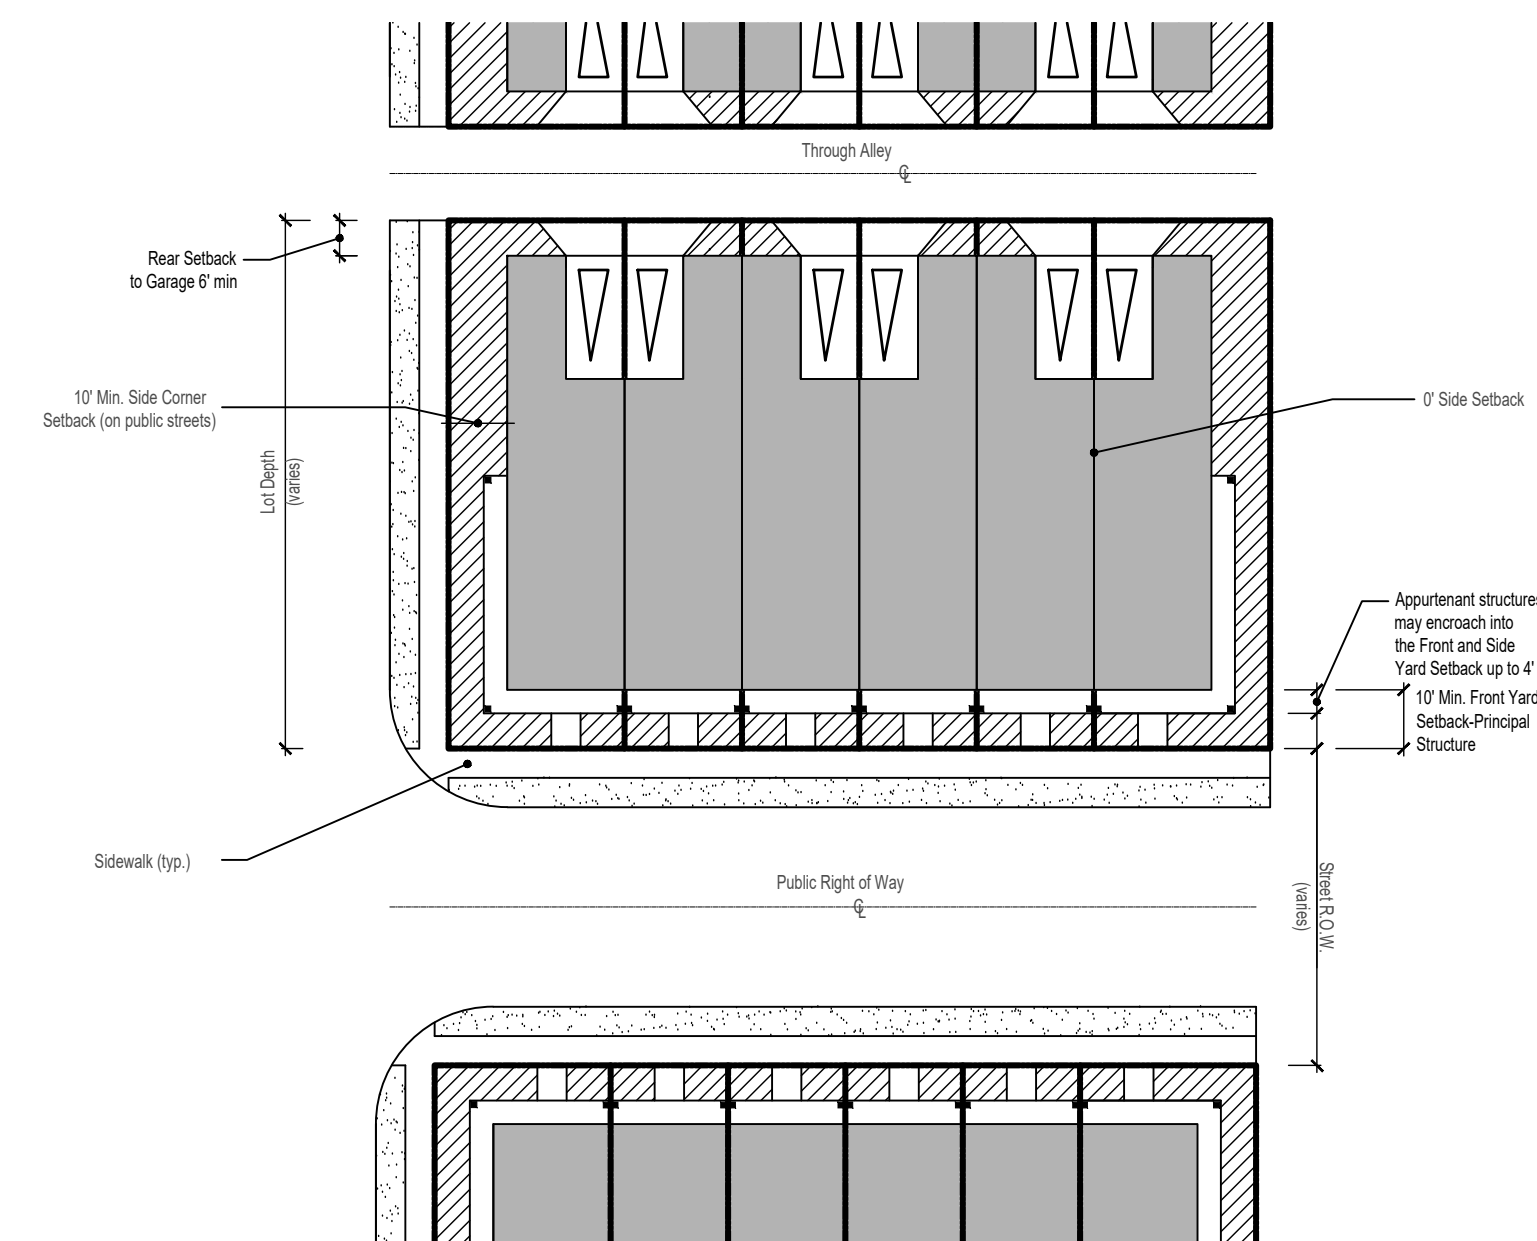 Through Alley
℄
Rear Setback
to Garage 6' min
10' Min. Side Corner
Setback (on public streets)
Lot Depth
(varies)
0' Side Setback
Appurtenant structures
may encroach into
the Front and Side
Yard Setback up to 4'
10' Min. Front Yard
Setback-Principal
Structure
Sidewalk (typ.)
Public Right of Way
℄
Street R.O.W.
(varies)